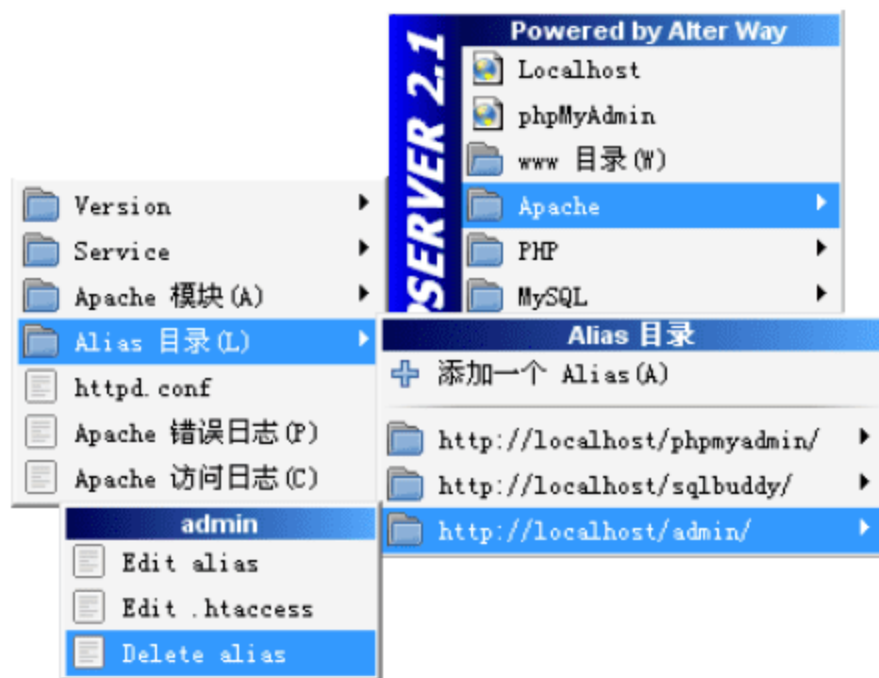 Powered by Alter Way
SERVER 2.1
Localhost
phpMyAdmin
www 目录(W)
Apache
PHP
MySQL
Version
Service
Apache 模块(A)
Alias 目录(L)
httpd.conf
Apache 错误日志(P)
Apache 访问日志(C)
Alias 目录
添加一个 Alias(A)
http://localhost/phpmyadmin/
http://localhost/sqlbuddy/
http://localhost/admin/
admin
Edit alias
Edit .htaccess
Delete alias